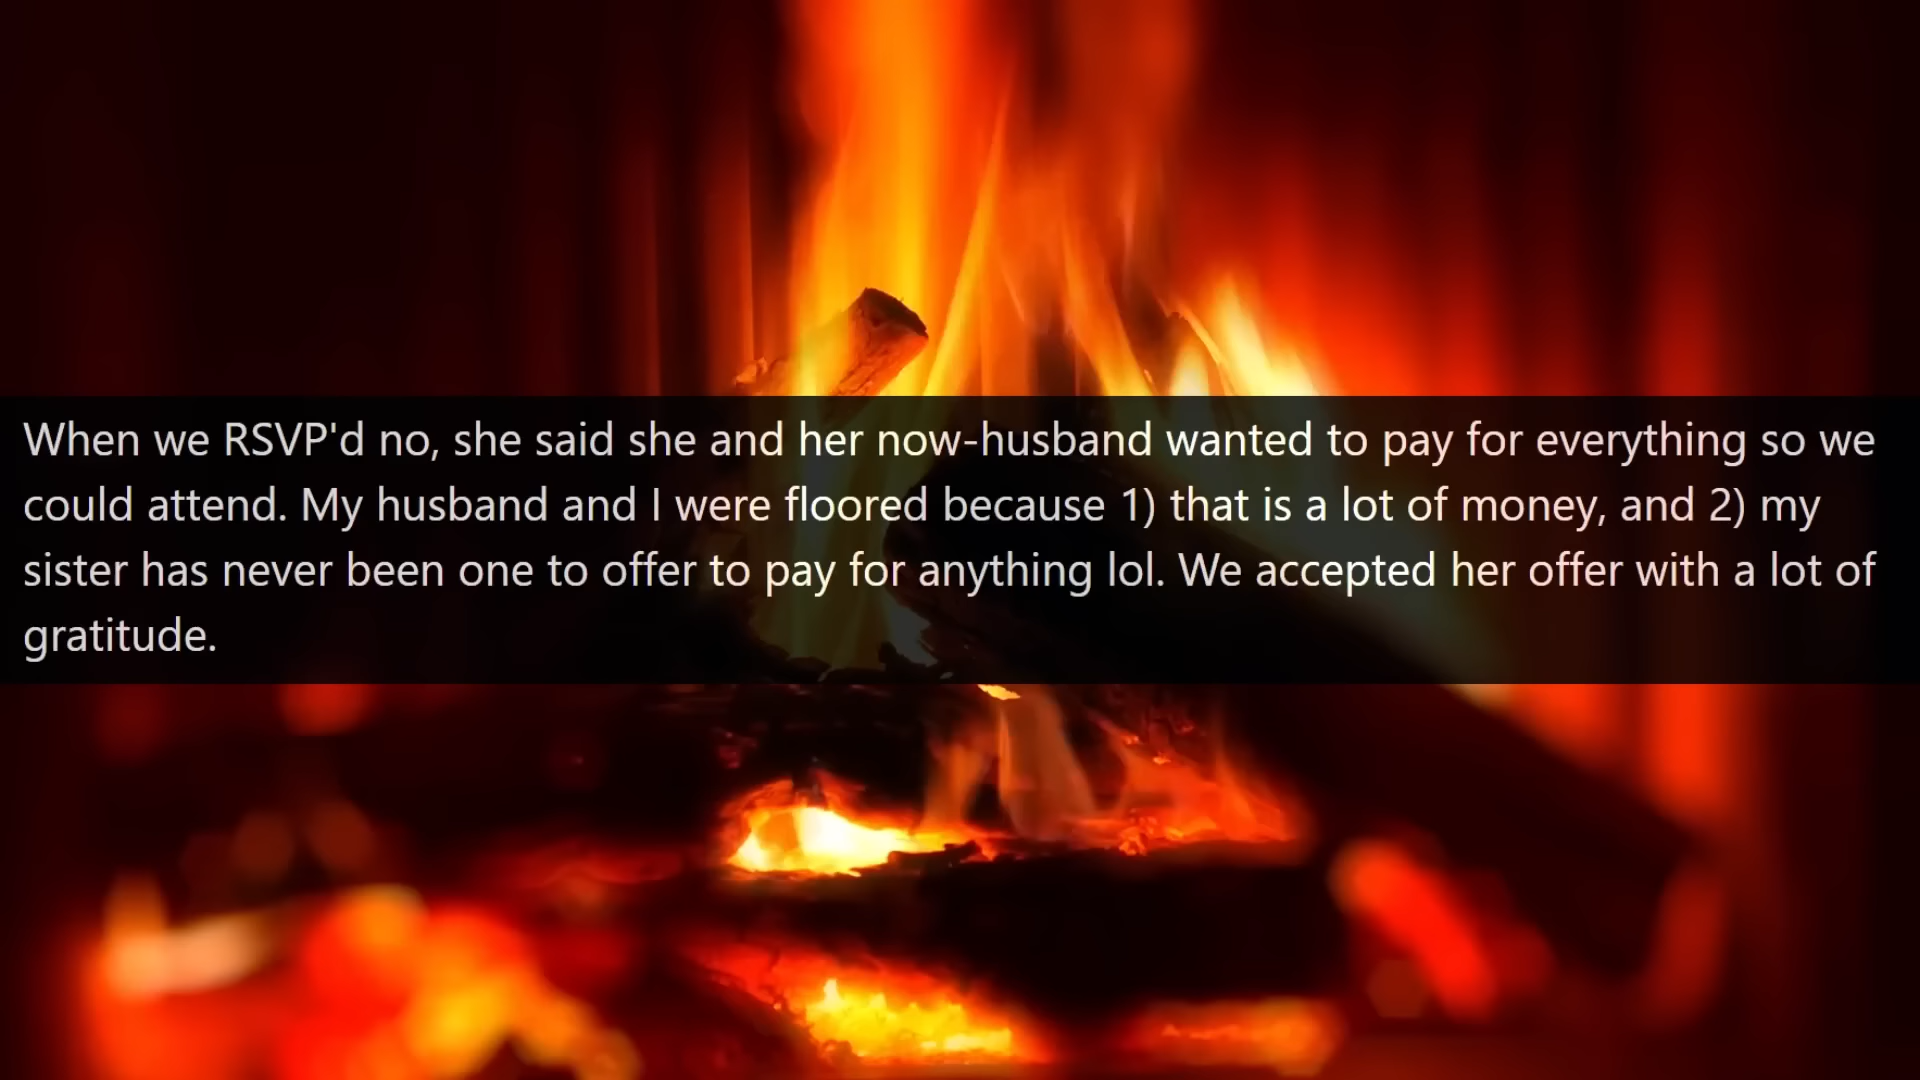 When we RSVP'd no, she said she and her now-husband wanted to pay for everything so we
could attend. My husband and I were floored because 1) that is a lot of money, and 2) my
sister has never been one to offer to pay for anything lol. We accepted her offer with a lot of
gratitude.